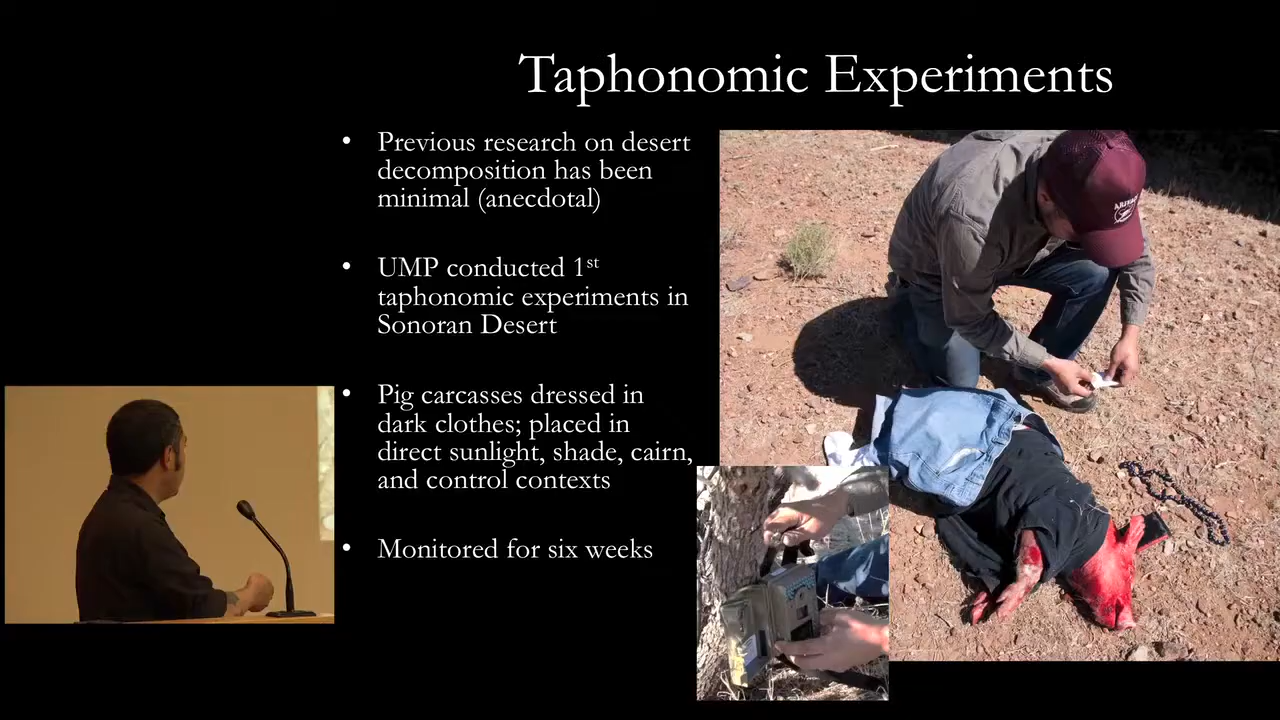 Taphonomic Experiments
• Previous research on desert
decomposition has been
minimal (anecdotal)
• UMP conducted 1st
taphonomic experiments in
Sonoran Desert
• Pig carcasses dressed in
dark clothes; placed in
direct sunlight, shade, cairn,
and control contexts
• Monitored for six weeks